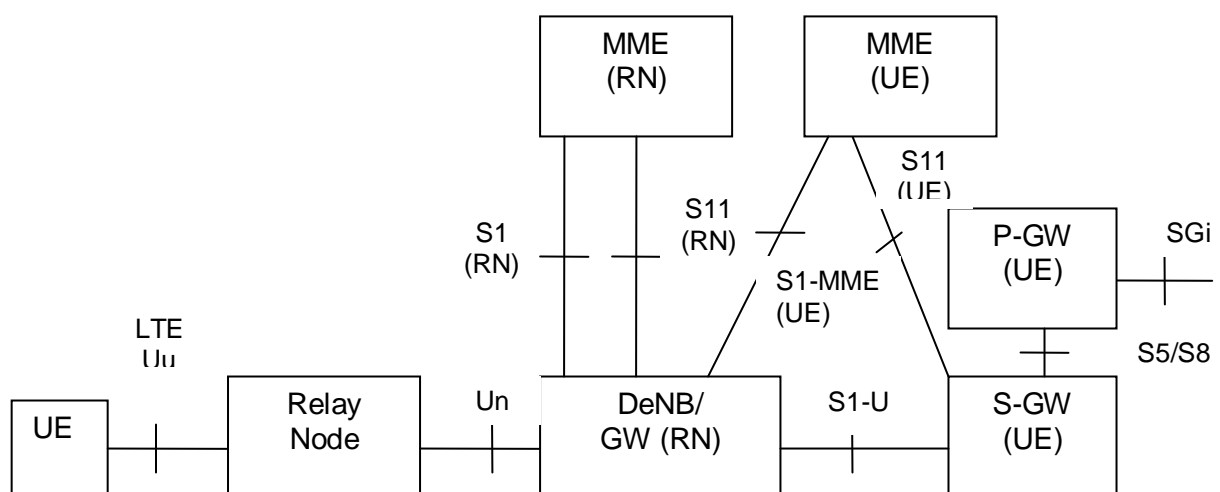 MME
(RN)
MME
(UE)
S11
(UE)
S11
(RN)
S1
(RN)
P-GW
(UE)
SGi
S1-MME
(UE)
LTE
Uu
S5/S8
UE
Relay
Node
Un
DeNB/
GW (RN)
S1-U
S-GW
(UE)